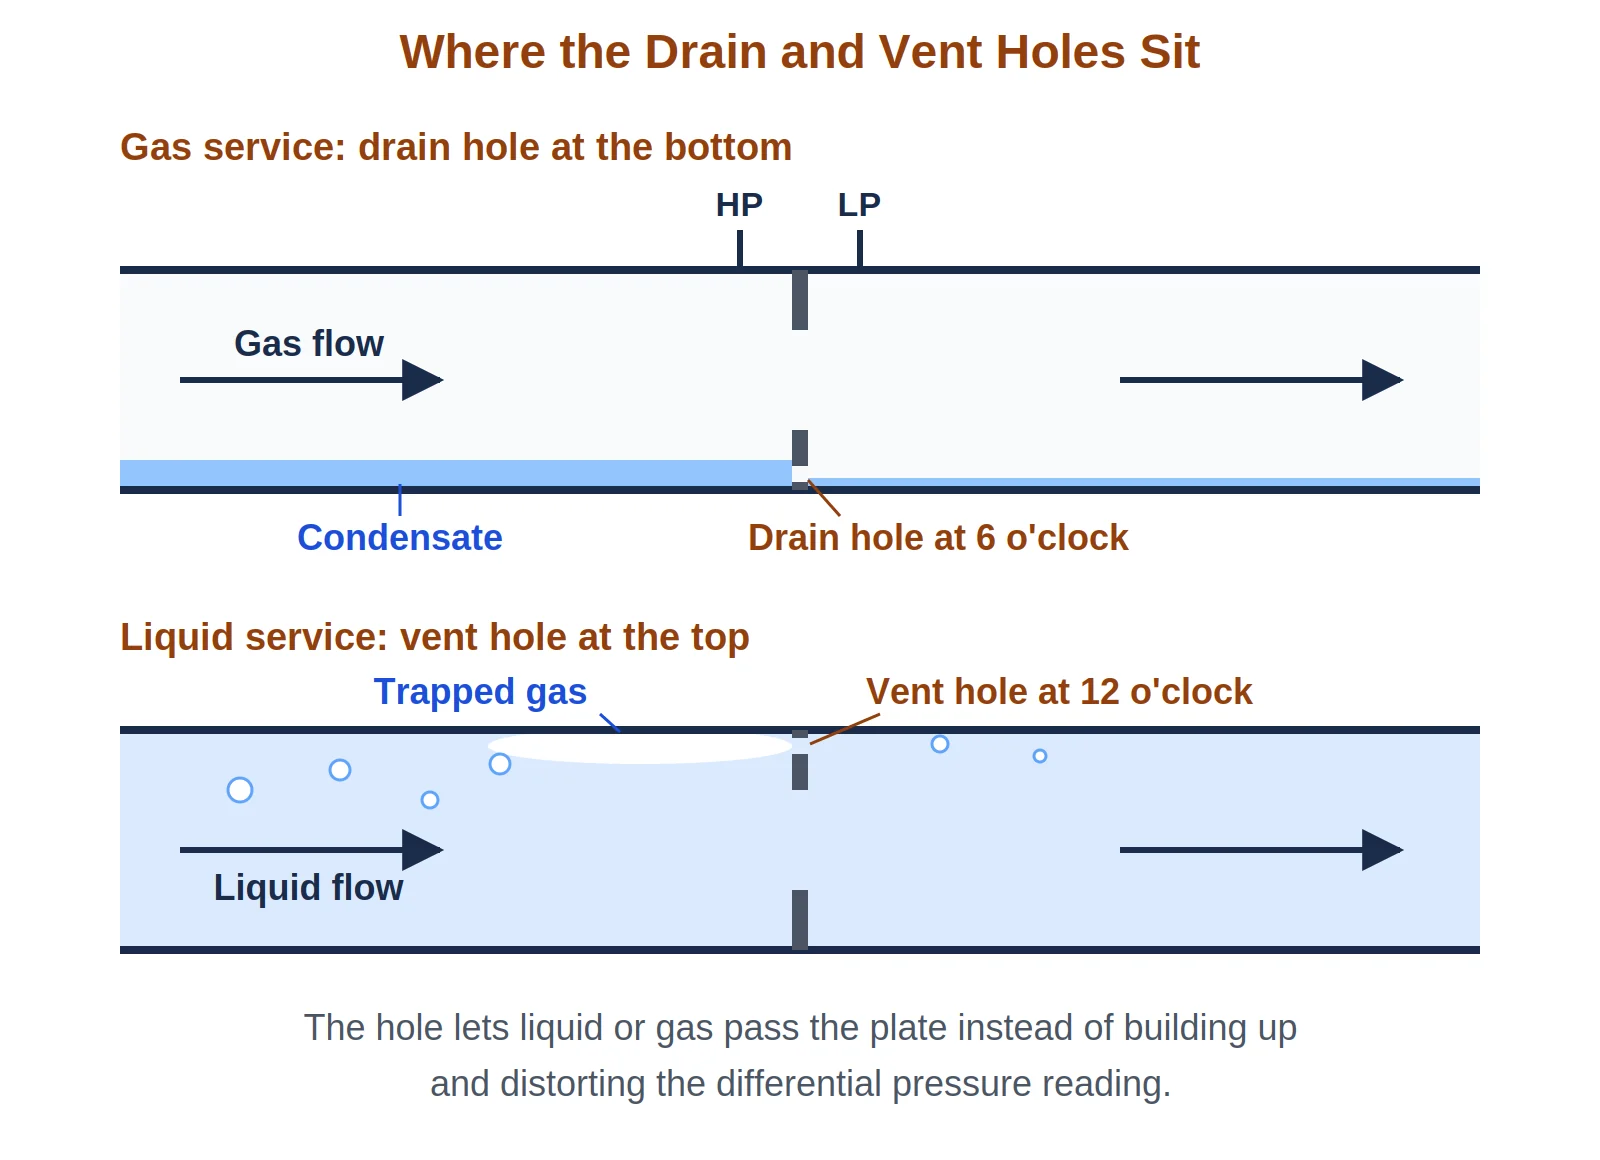 Where the Drain and Vent Holes Sit
Gas service: drain hole at the bottom
HP
LP
Gas flow
Condensate
Drain hole at 6 o'clock
Liquid service: vent hole at the top
Trapped gas
Vent hole at 12 o'clock
Liquid flow
The hole lets liquid or gas pass the plate instead of building up
and distorting the differential pressure reading.